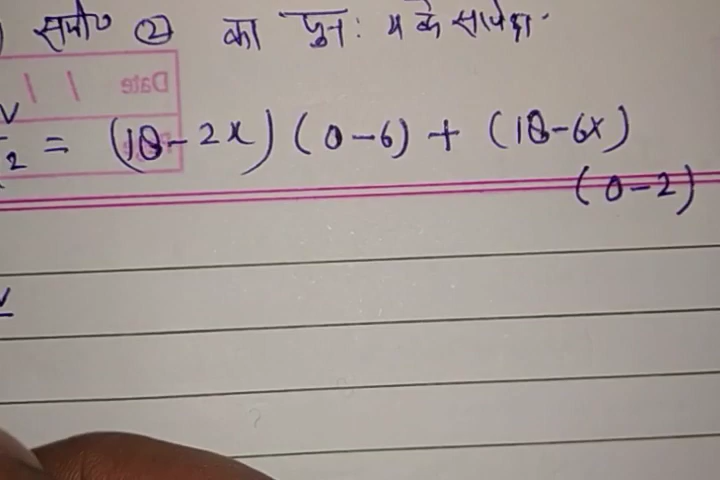 ) समी० ② का पुनः x के सापेक्ष
Date
V
2 = (18-2x) (0-6) + (18-6x)
(0-2)
V